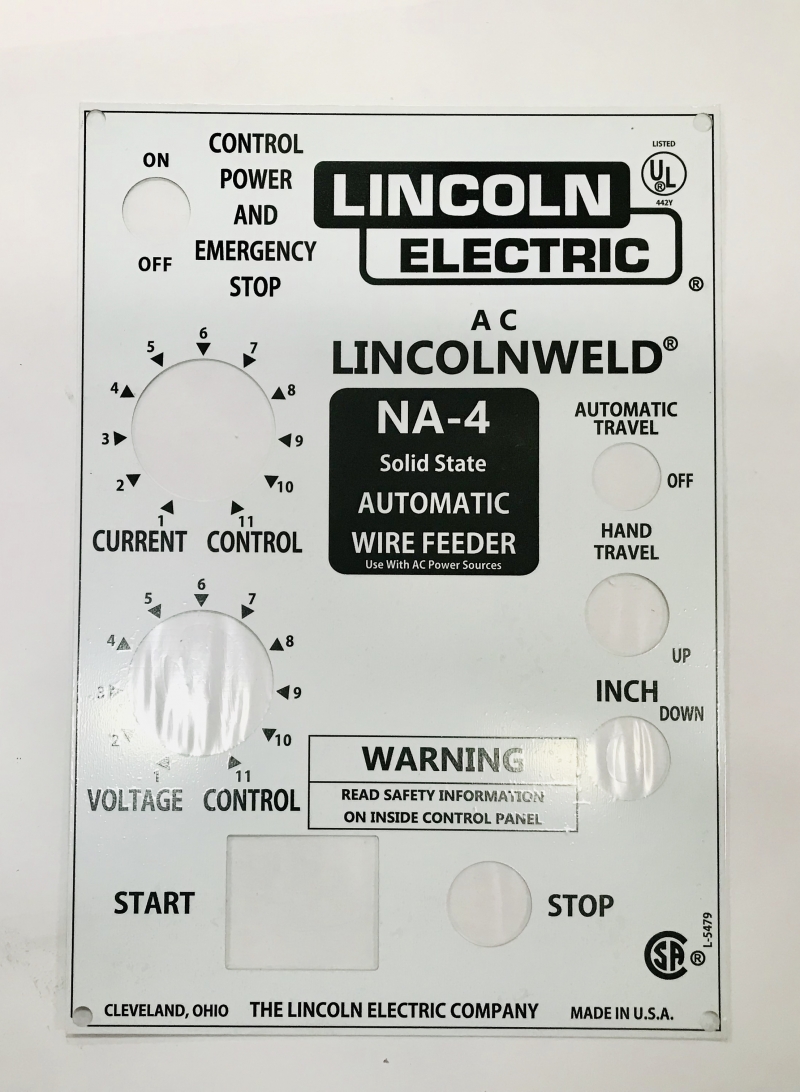 ON
OFF
CONTROL
POWER
AND
EMERGENCY
STOP
LISTED
UL®
442Y
LINCOLN
ELECTRIC
®
AC
LINCOLNWELD®
NA-4
Solid State
AUTOMATIC
WIRE FEEDER
Use With AC Power Sources
1 2 3 4 5 6 7 8 9 10 11
CURRENT CONTROL
AUTOMATIC
TRAVEL
OFF
HAND
TRAVEL
UP
INCH
DOWN
1 2 3 4 5 6 7 8 9 10 11
VOLTAGE CONTROL
WARNING
READ SAFETY INFORMATION
ON INSIDE CONTROL PANEL
START
STOP
SA®
L-5479
CLEVELAND, OHIO THE LINCOLN ELECTRIC COMPANY MADE IN U.S.A.